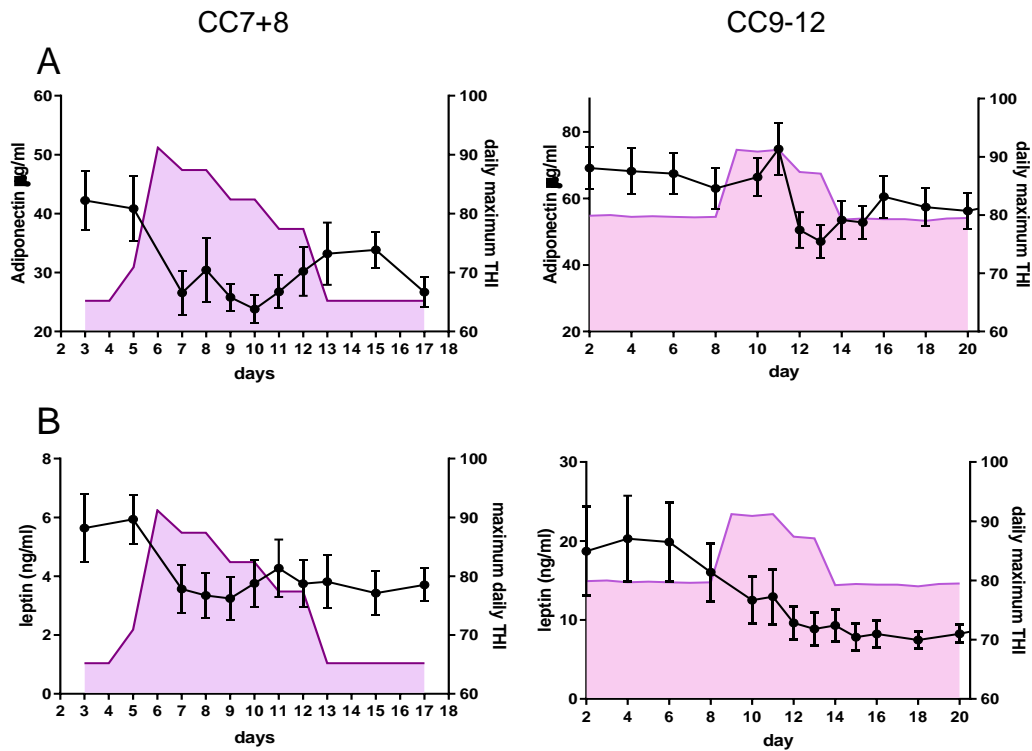 CC7+8
CC9-12
A
Adiponectin µg/ml
60
50
40
30
20
100
90
80
70
60
daily maximum THI
2 3 4 5 6 7 8 9 10 11 12 13 14 15 16 17 18
days
Adiponectin µg/ml
80
60
40
20
100
90
80
70
60
daily maximum THI
2 4 6 8 10 12 14 16 18 20
day
B
leptin (ng/ml)
8
6
4
2
0
100
90
80
70
60
maximum daily THI
2 3 4 5 6 7 8 9 10 11 12 13 14 15 16 17 18
days
leptin (ng/ml)
30
20
10
0
100
90
80
70
60
daily maximum THI
2 4 6 8 10 12 14 16 18 20
day